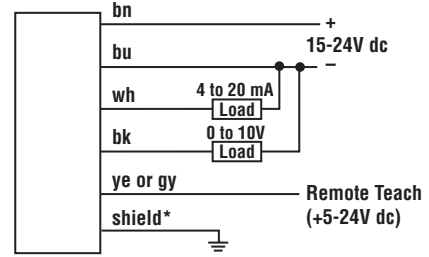 bn
+
15-24V dc
bu
–
wh
4 to 20 mA
Load
bk
0 to 10V
Load
ye or gy
Remote Teach
(+5-24V dc)
shield*